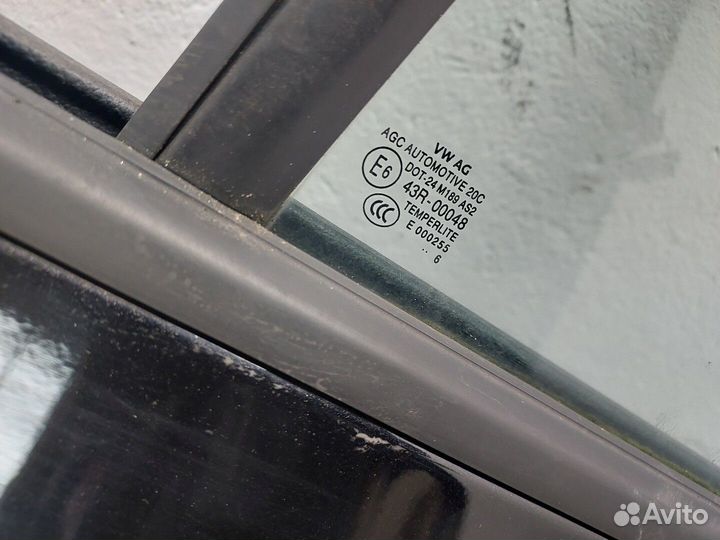 VW AG
AGC AUTOMOTIVE 20C
DOT-24 M189 AS2
E6 43R-00048
CCC TEMPERLITE
E 000255
.. 6
Avito